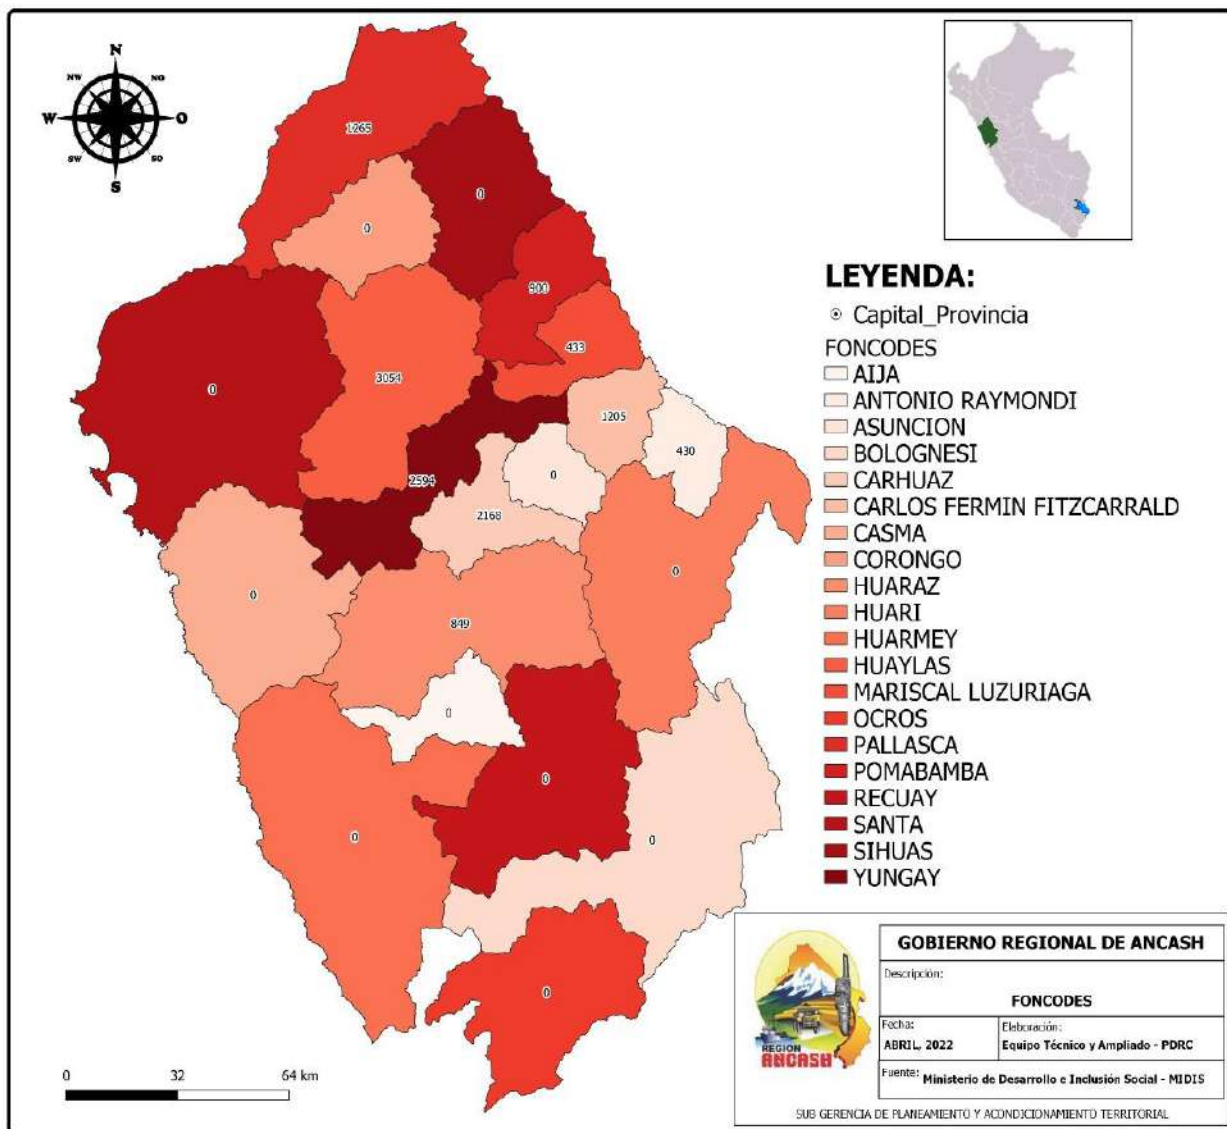 N
NW
NO
W
O
SW
SO
S
1265
0
0
900
433
3054
0
1205
430
2594
0
2168
0
0
849
0
0
0
0
0
LEYENDA:
Capital_Provincia
FONCODES
AIJA
ANTONIO RAYMONDI
ASUNCION
BOLOGNESI
CARHUAZ
CARLOS FERMIN FITZCARRALD
CASMA
CORONGO
HUARAZ
HUARI
HUARMEY
HUAYLAS
MARISCAL LUZURIAGA
OCROS
PALLASCA
POMABAMBA
RECUAY
SANTA
SIHUAS
YUNGAY
0 32 64 km
REGION
ANCASH
GOBIERNO REGIONAL DE ANCASH
Descripción:
FONCODES
Fecha:
ABRIL, 2022
Elaboración:
Equipo Técnico y Ampliado - PDRC
Fuente: Ministerio de Desarrollo e Inclusión Social - MIDIS
SUB GERENCIA DE PLANEAMIENTO Y ACONDICIONAMIENTO TERRITORIAL